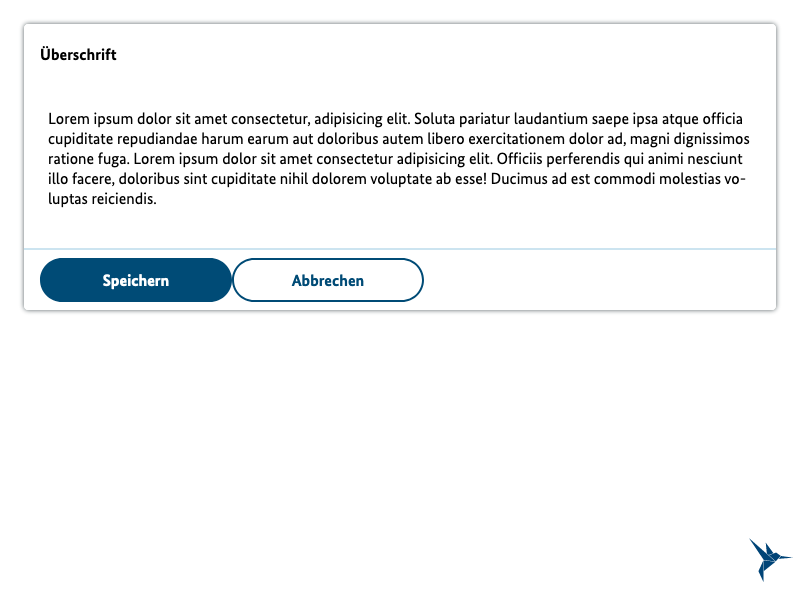 Überschrift
Lorem ipsum dolor sit amet consectetur, adipisicing elit. Soluta pariatur laudantium saepe ipsa atque officia
cupiditate repudiandae harum earum aut doloribus autem libero exercitationem dolor ad, magni dignissimos
ratione fuga. Lorem ipsum dolor sit amet consectetur adipisicing elit. Officiis perferendis qui animi nesciunt
illo facere, doloribus sint cupiditate nihil dolorem voluptate ab esse! Ducimus ad est commodi molestias vo-
luptas reiciendis.
Speichern
Abbrechen